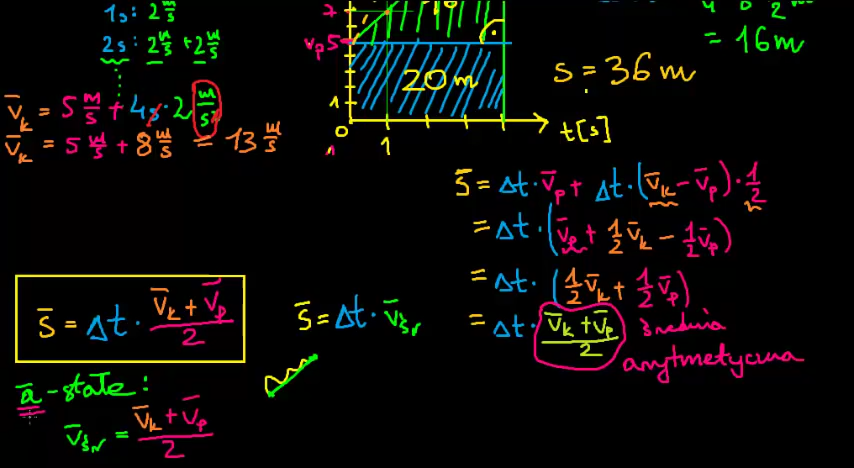 1s: 2 m/s
2s: 2 m/s + 2 m/s
v̄ₖ = 5 m/s + 4s · 2 m/s²
v̄ₖ = 5 m/s + 8 m/s = 13 m/s
vₚ 5
20 m
1
0
1
t[s]
= 16 m
s = 36 m
s̄ = Δt · v̄ₚ + Δt · (v̄ₖ − v̄ₚ) · 1/2
= Δt · (v̄ₚ + 1/2 v̄ₖ − 1/2 v̄ₚ)
= Δt · (1/2 v̄ₖ + 1/2 v̄ₚ)
= Δt · (v̄ₖ + v̄ₚ)/2 średnia
arytmetyczna
s̄ = Δt · (v̄ₖ + v̄ₚ)/2
s̄ = Δt · v̄śr
ā - stałe:
v̄śr = (v̄ₖ + v̄ₚ)/2